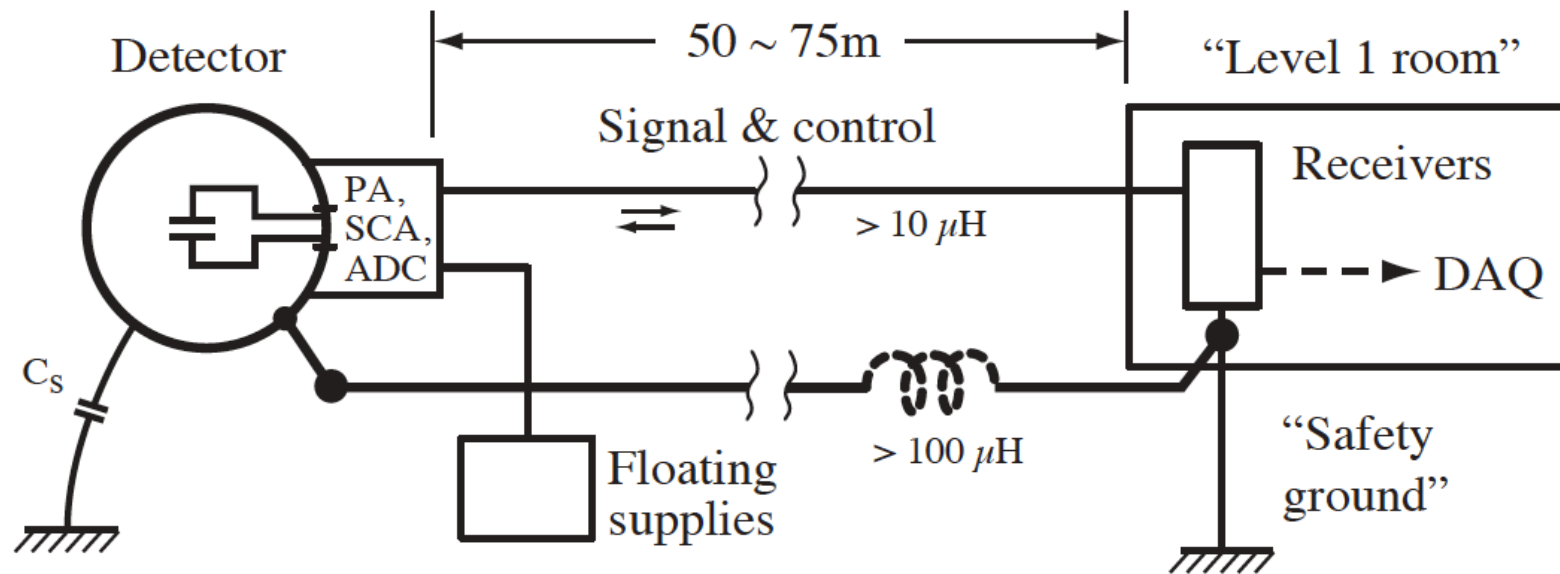 50 ~ 75m
Detector
“Level 1 room”
Signal & control
PA,
SCA,
ADC
> 10 μH
Receivers
DAQ
C_S
> 100 μH
Floating
supplies
“Safety
ground”